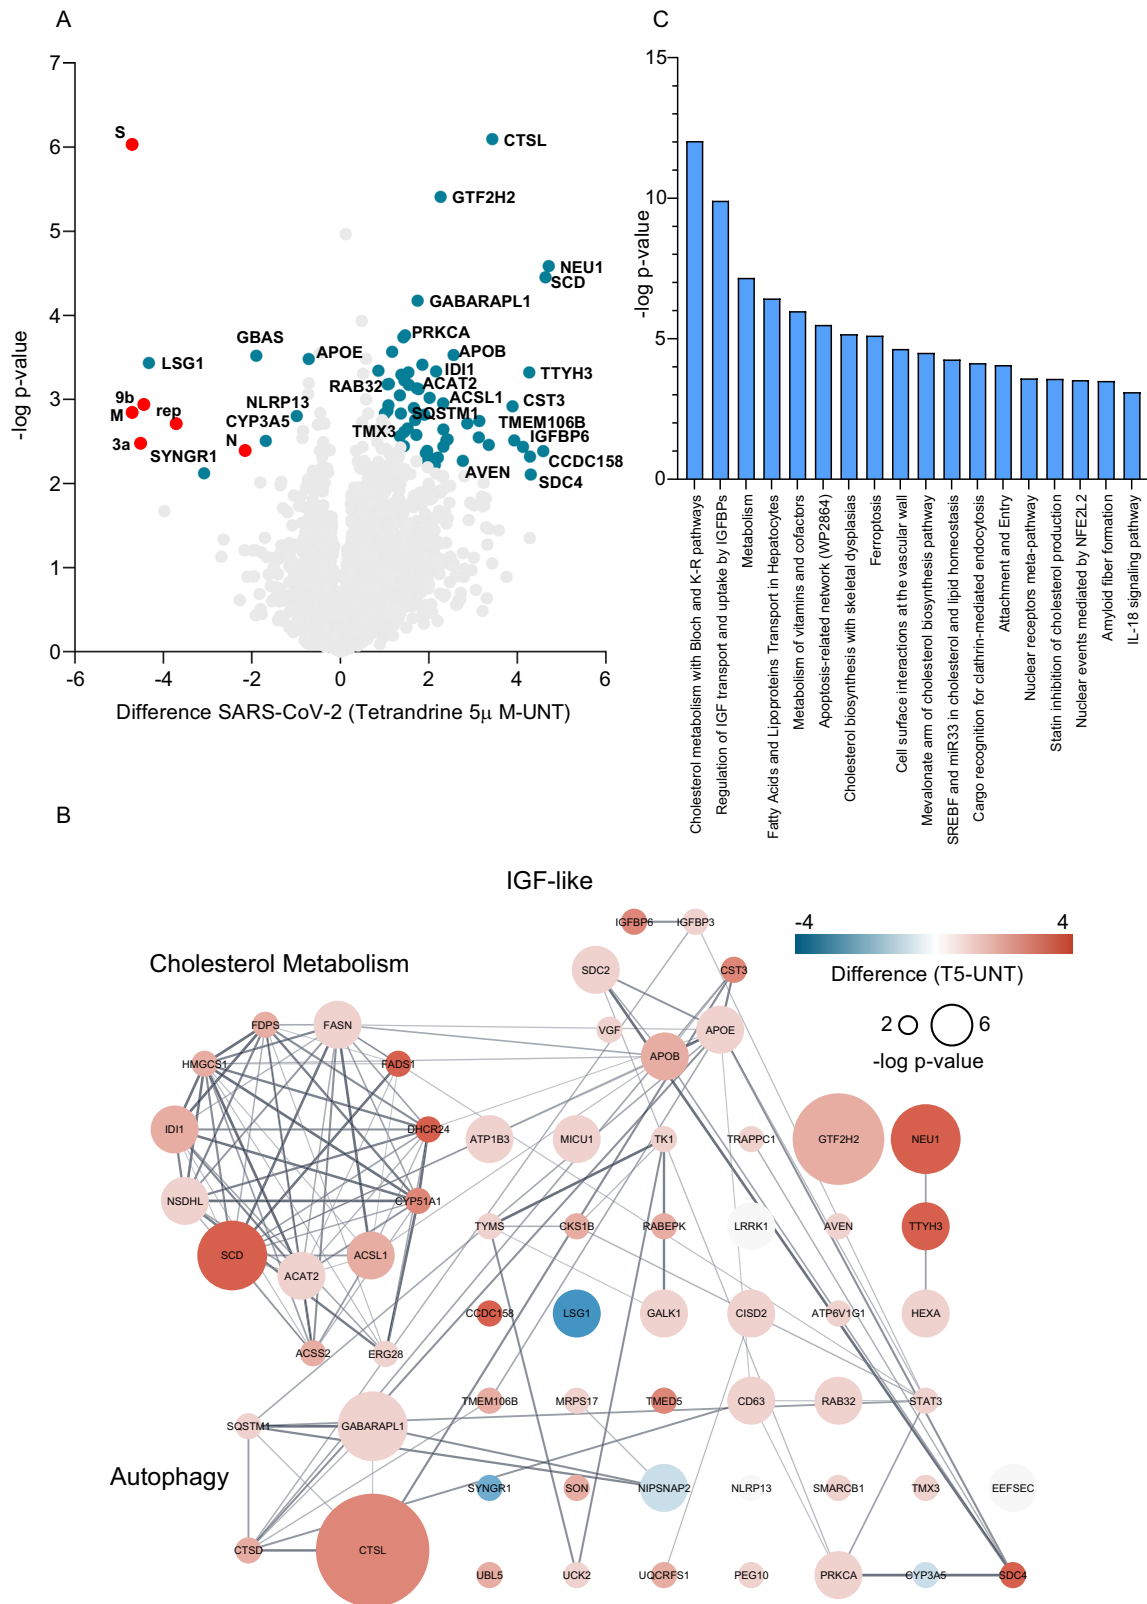 A
7
6
5
4
3
2
1
0
-log p-value
S
CTSL
GTF2H2
NEU1
SCD
GABARAPL1
PRKCA
GBAS
APOE
APOB
LSG1
IDI1
TTYH3
RAB32
ACAT2
9b
NLRP13
ACSL1
CST3
M
rep
CYP3A5
SQSTM1
TMEM106B
3a
N
TMX3
IGFBP6
SYNGR1
CCDC158
AVEN
SDC4
-6
-4
-2
0
2
4
6
Difference SARS-CoV-2 (Tetrandrine 5μ M-UNT)
C
15
10
5
0
-log p-value
Cholesterol metabolism with Bloch and K-R pathways
Regulation of IGF transport and uptake by IGFBPs
Metabolism
Fatty Acids and Lipoproteins Transport in Hepatocytes
Metabolism of vitamins and cofactors
Apoptosis-related network (WP2864)
Cholesterol biosynthesis with skeletal dysplasias
Ferroptosis
Cell surface interactions at the vascular wall
Mevalonate arm of cholesterol biosynthesis pathway
SREBF and miR33 in cholesterol and lipid homeostasis
Cargo recognition for clathrin-mediated endocytosis
Attachment and Entry
Nuclear receptors meta-pathway
Statin inhibition of cholesterol production
Nuclear events mediated by NFE2L2
Amyloid fiber formation
IL-18 signaling pathway
B
IGF-like
Cholesterol Metabolism
Autophagy
-4
4
Difference (T5-UNT)
2
6
-log p-value
IGFBP6
IGFBP3
SDC2
CST3
VGF
APOE
APOB
FDPS
FASN
HMGCS1
FADS1
IDI1
DHCR24
NSDHL
CYP51A1
SCD
ACAT2
ACSL1
ACSS2
ERG28
ATP1B3
MICU1
TK1
TRAPPC1
GTF2H2
NEU1
TYMS
CKS1B
RABEPK
LRRK1
AVEN
TTYH3
CCDC158
LSG1
GALK1
CISD2
ATP6V1G1
HEXA
TMEM106B
MRPS17
TMED5
CD63
RAB32
STAT3
SQSTM1
GABARAPL1
SYNGR1
SON
NIPSNAP2
NLRP13
SMARCB1
TMX3
EEFSEC
CTSD
CTSL
UBL5
UCK2
UQCRFS1
PEG10
PRKCA
CYP3A5
SDC4